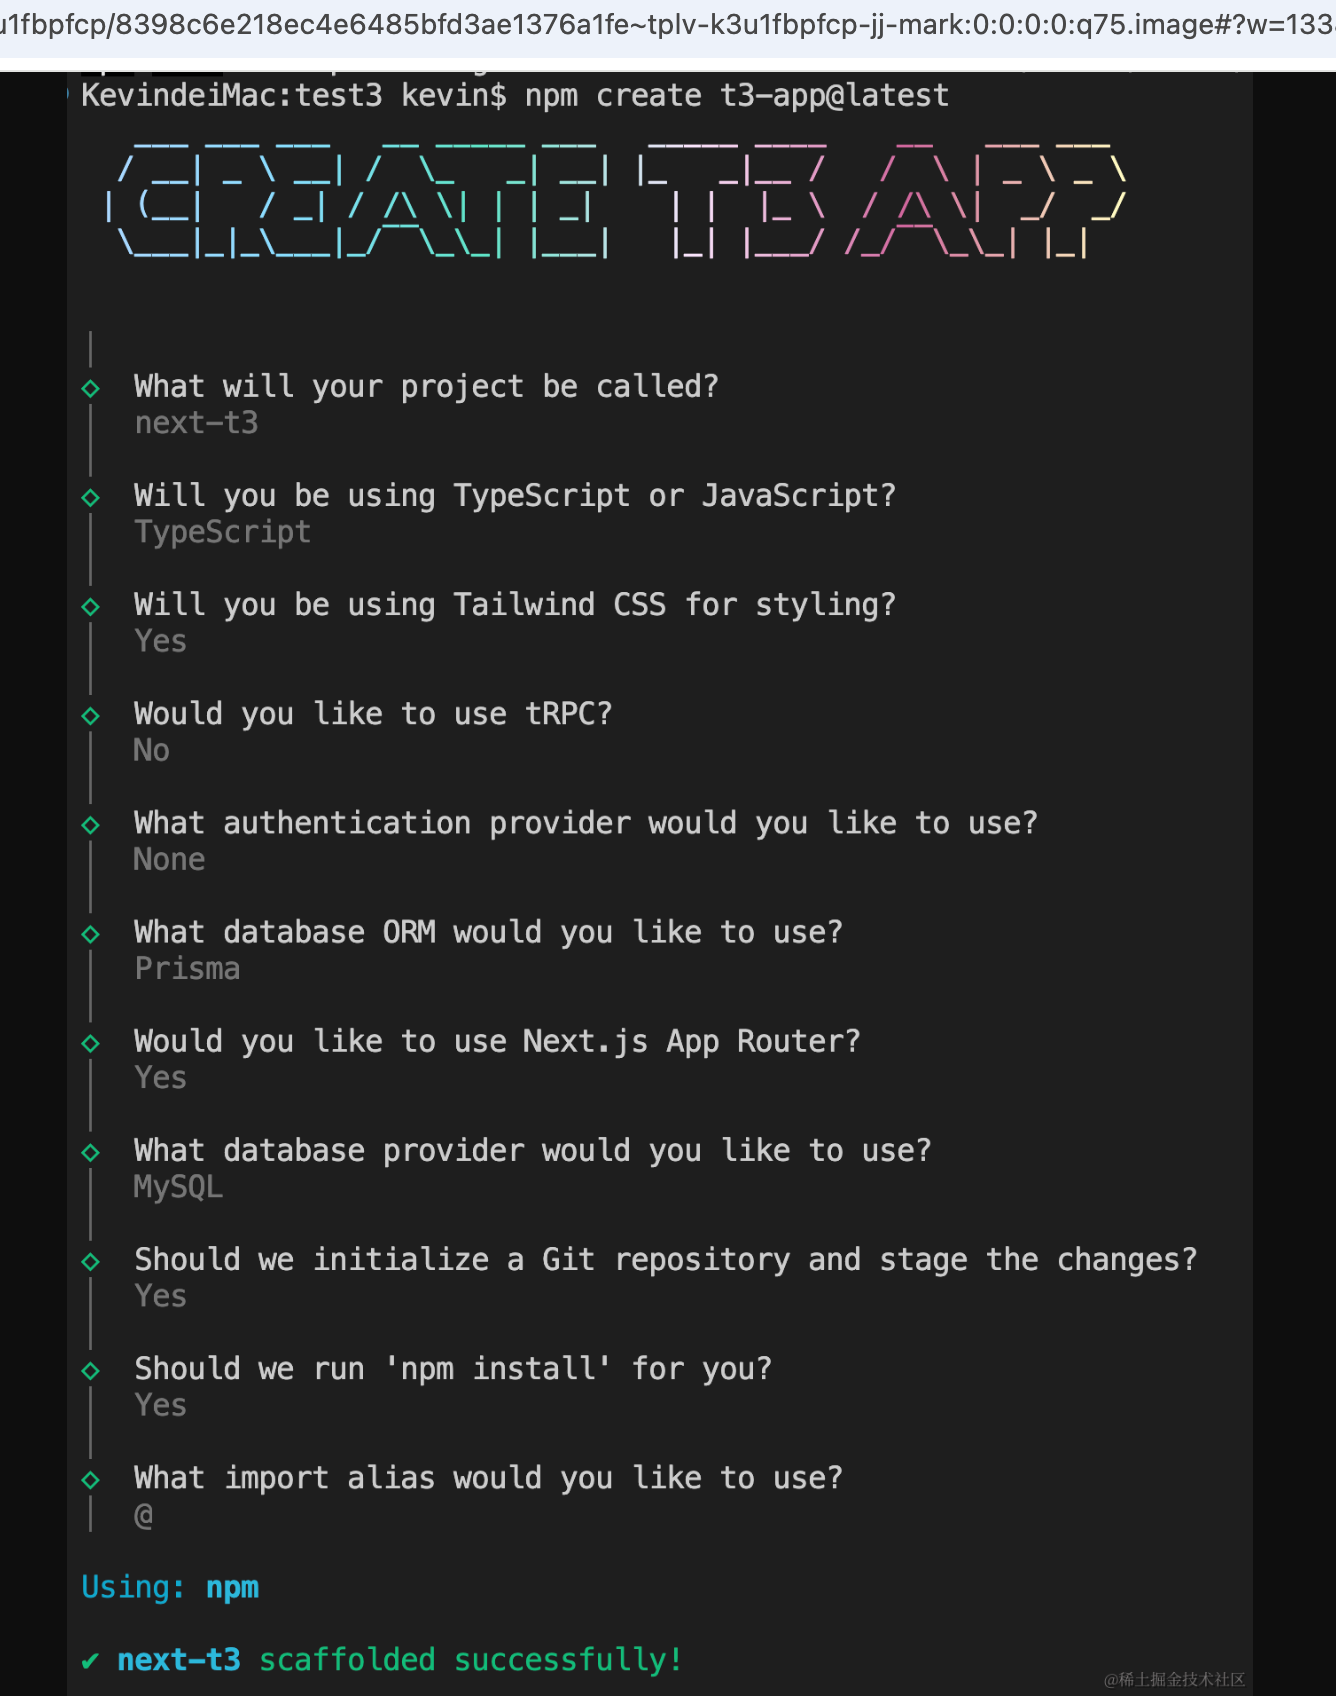 u1fbpfcp/8398c6e218ec4e6485bfd3ae1376a1fe~tplv-k3u1fbpfcp-jj-mark:0:0:0:0:q75.image#?w=133
KevindeiMac:test3 kevin$ npm create t3-app@latest
CREATE T3 APP
What will your project be called?
next-t3
Will you be using TypeScript or JavaScript?
TypeScript
Will you be using Tailwind CSS for styling?
Yes
Would you like to use tRPC?
No
What authentication provider would you like to use?
None
What database ORM would you like to use?
Prisma
Would you like to use Next.js App Router?
Yes
What database provider would you like to use?
MySQL
Should we initialize a Git repository and stage the changes?
Yes
Should we run 'npm install' for you?
Yes
What import alias would you like to use?
@
Using: npm
✔ next-t3 scaffolded successfully!
@稀土掘金技术社区